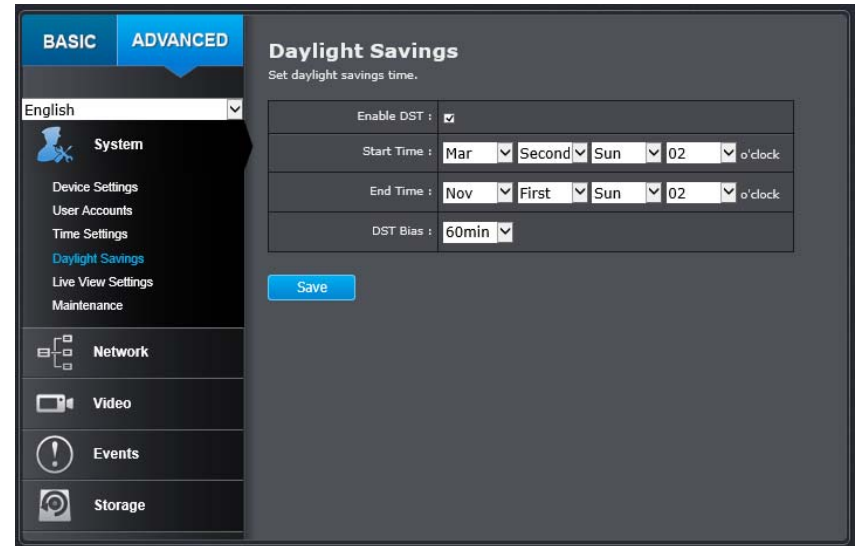 BASIC ADVANCED
English
System
Device Settings
User Accounts
Time Settings
Daylight Savings
Live View Settings
Maintenance
Network
Video
Events
Storage
Daylight Savings
Set daylight savings time.
Enable DST :
Start Time : Mar Second Sun 02 o'clock
End Time : Nov First Sun 02 o'clock
DST Bias : 60min
Save